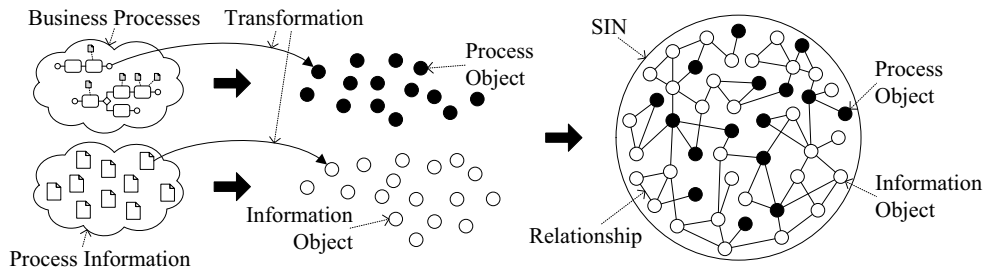 Business Processes
Transformation
Process
Object
Information
Object
Process Information
SIN
Process
Object
Information
Object
Relationship